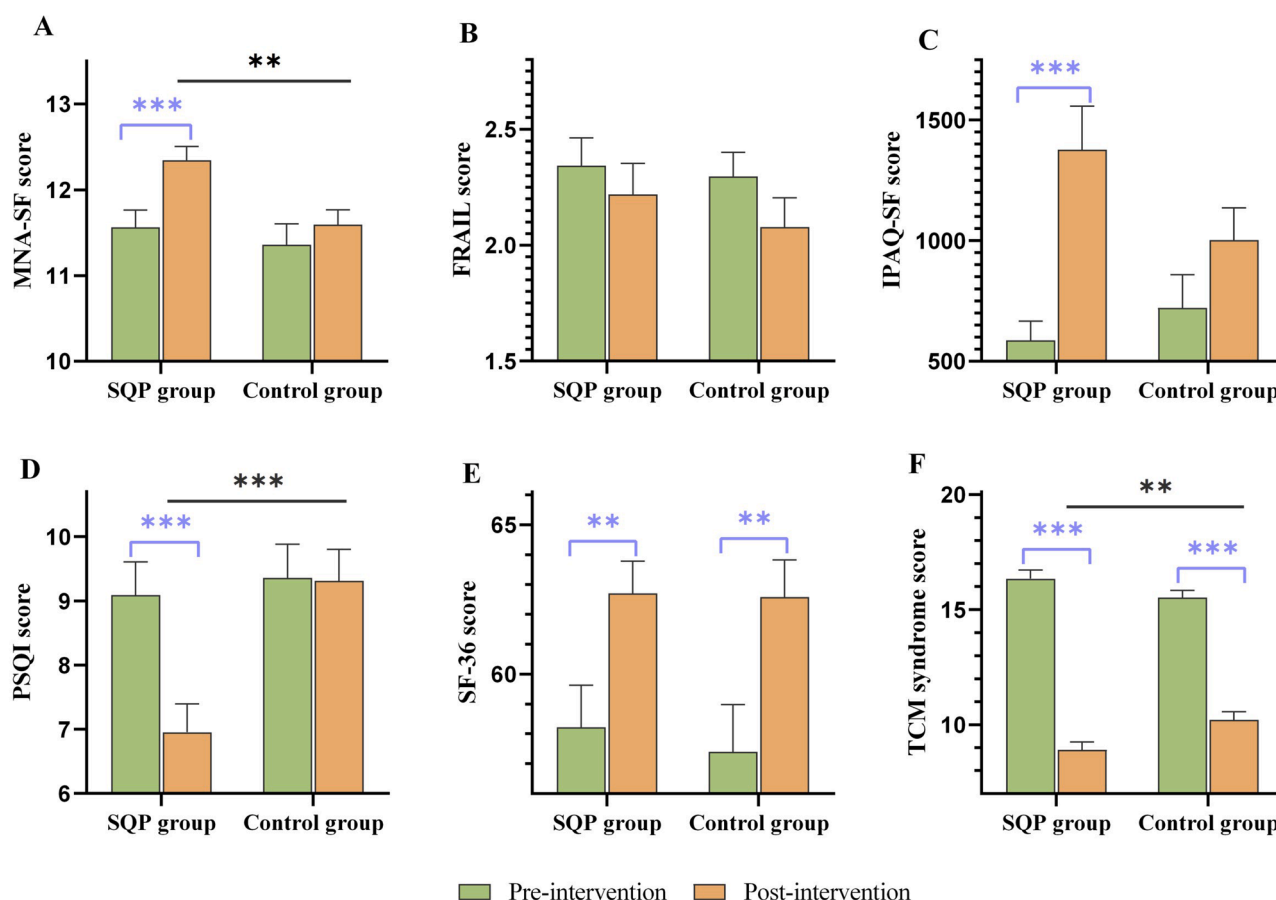 A
MNA-SF score
13
12
11
10
***
**
SQP group
Control group
B
FRAIL score
2.5
2.0
1.5
SQP group
Control group
C
IPAQ-SF score
1500
1000
500
***
SQP group
Control group
D
PSQI score
10
9
8
7
6
***
***
SQP group
Control group
E
SF-36 score
65
60
**
**
SQP group
Control group
F
TCM syndrome score
20
15
10
**
***
***
SQP group
Control group
Pre-intervention
Post-intervention